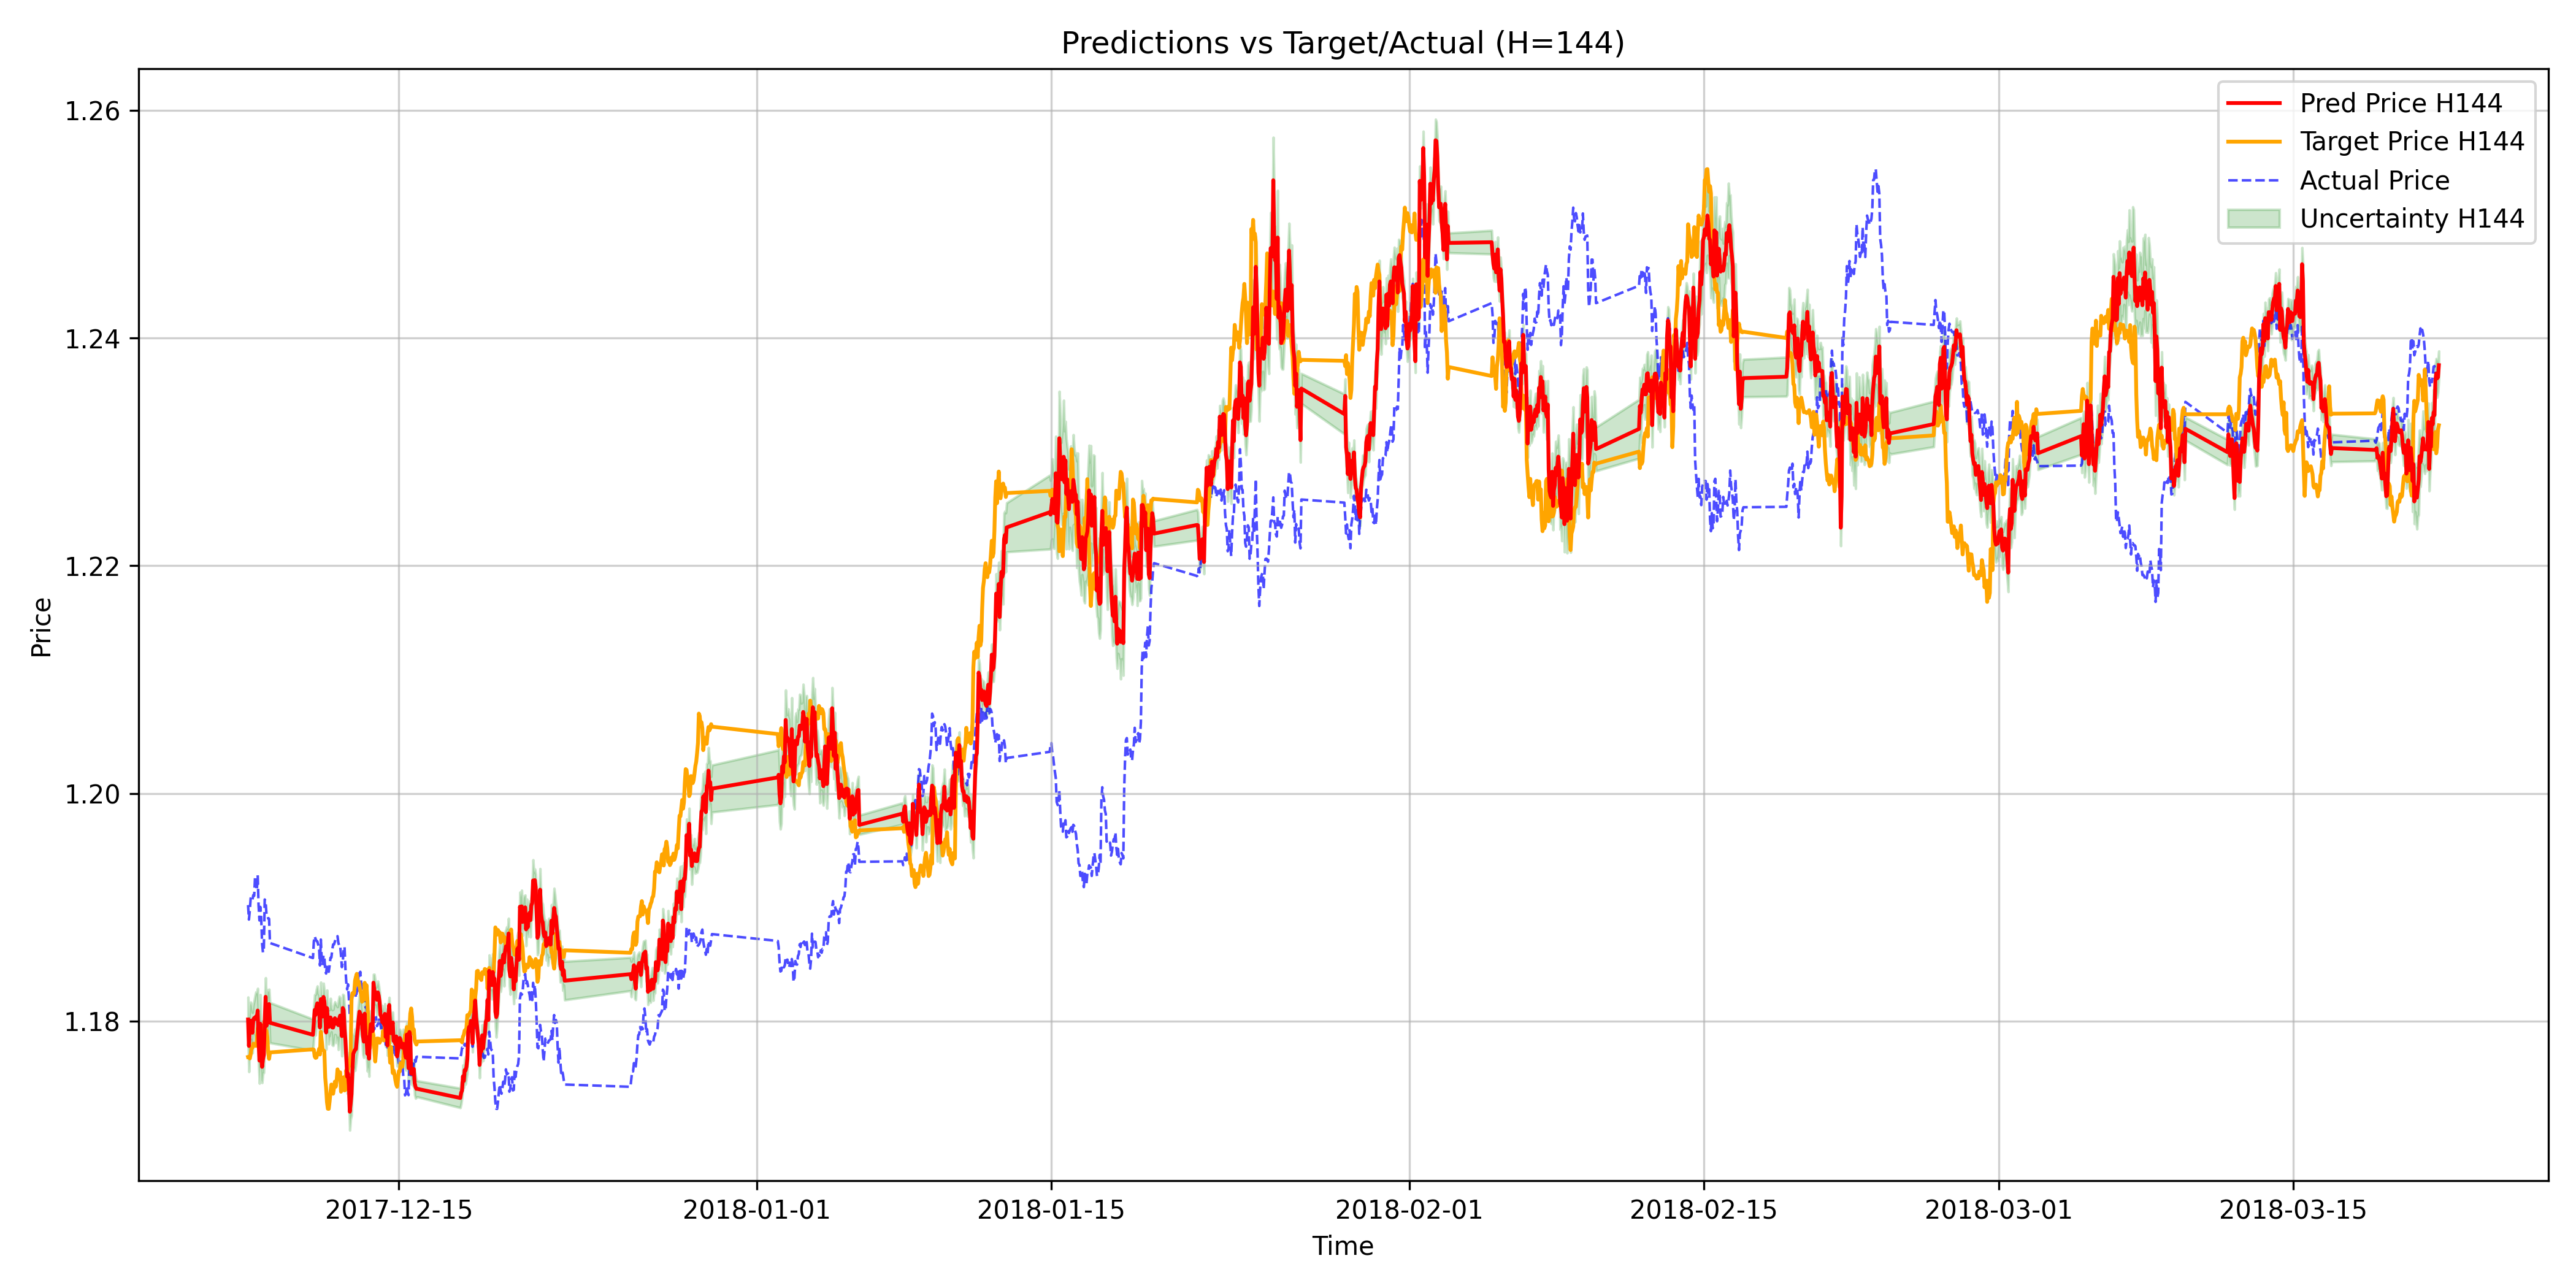 Predictions vs Target/Actual (H=144)
Pred Price H144
Target Price H144
Actual Price
Uncertainty H144
Price
1.26
1.24
1.22
1.20
1.18
2017-12-15
2018-01-01
2018-01-15
2018-02-01
2018-02-15
2018-03-01
2018-03-15
Time